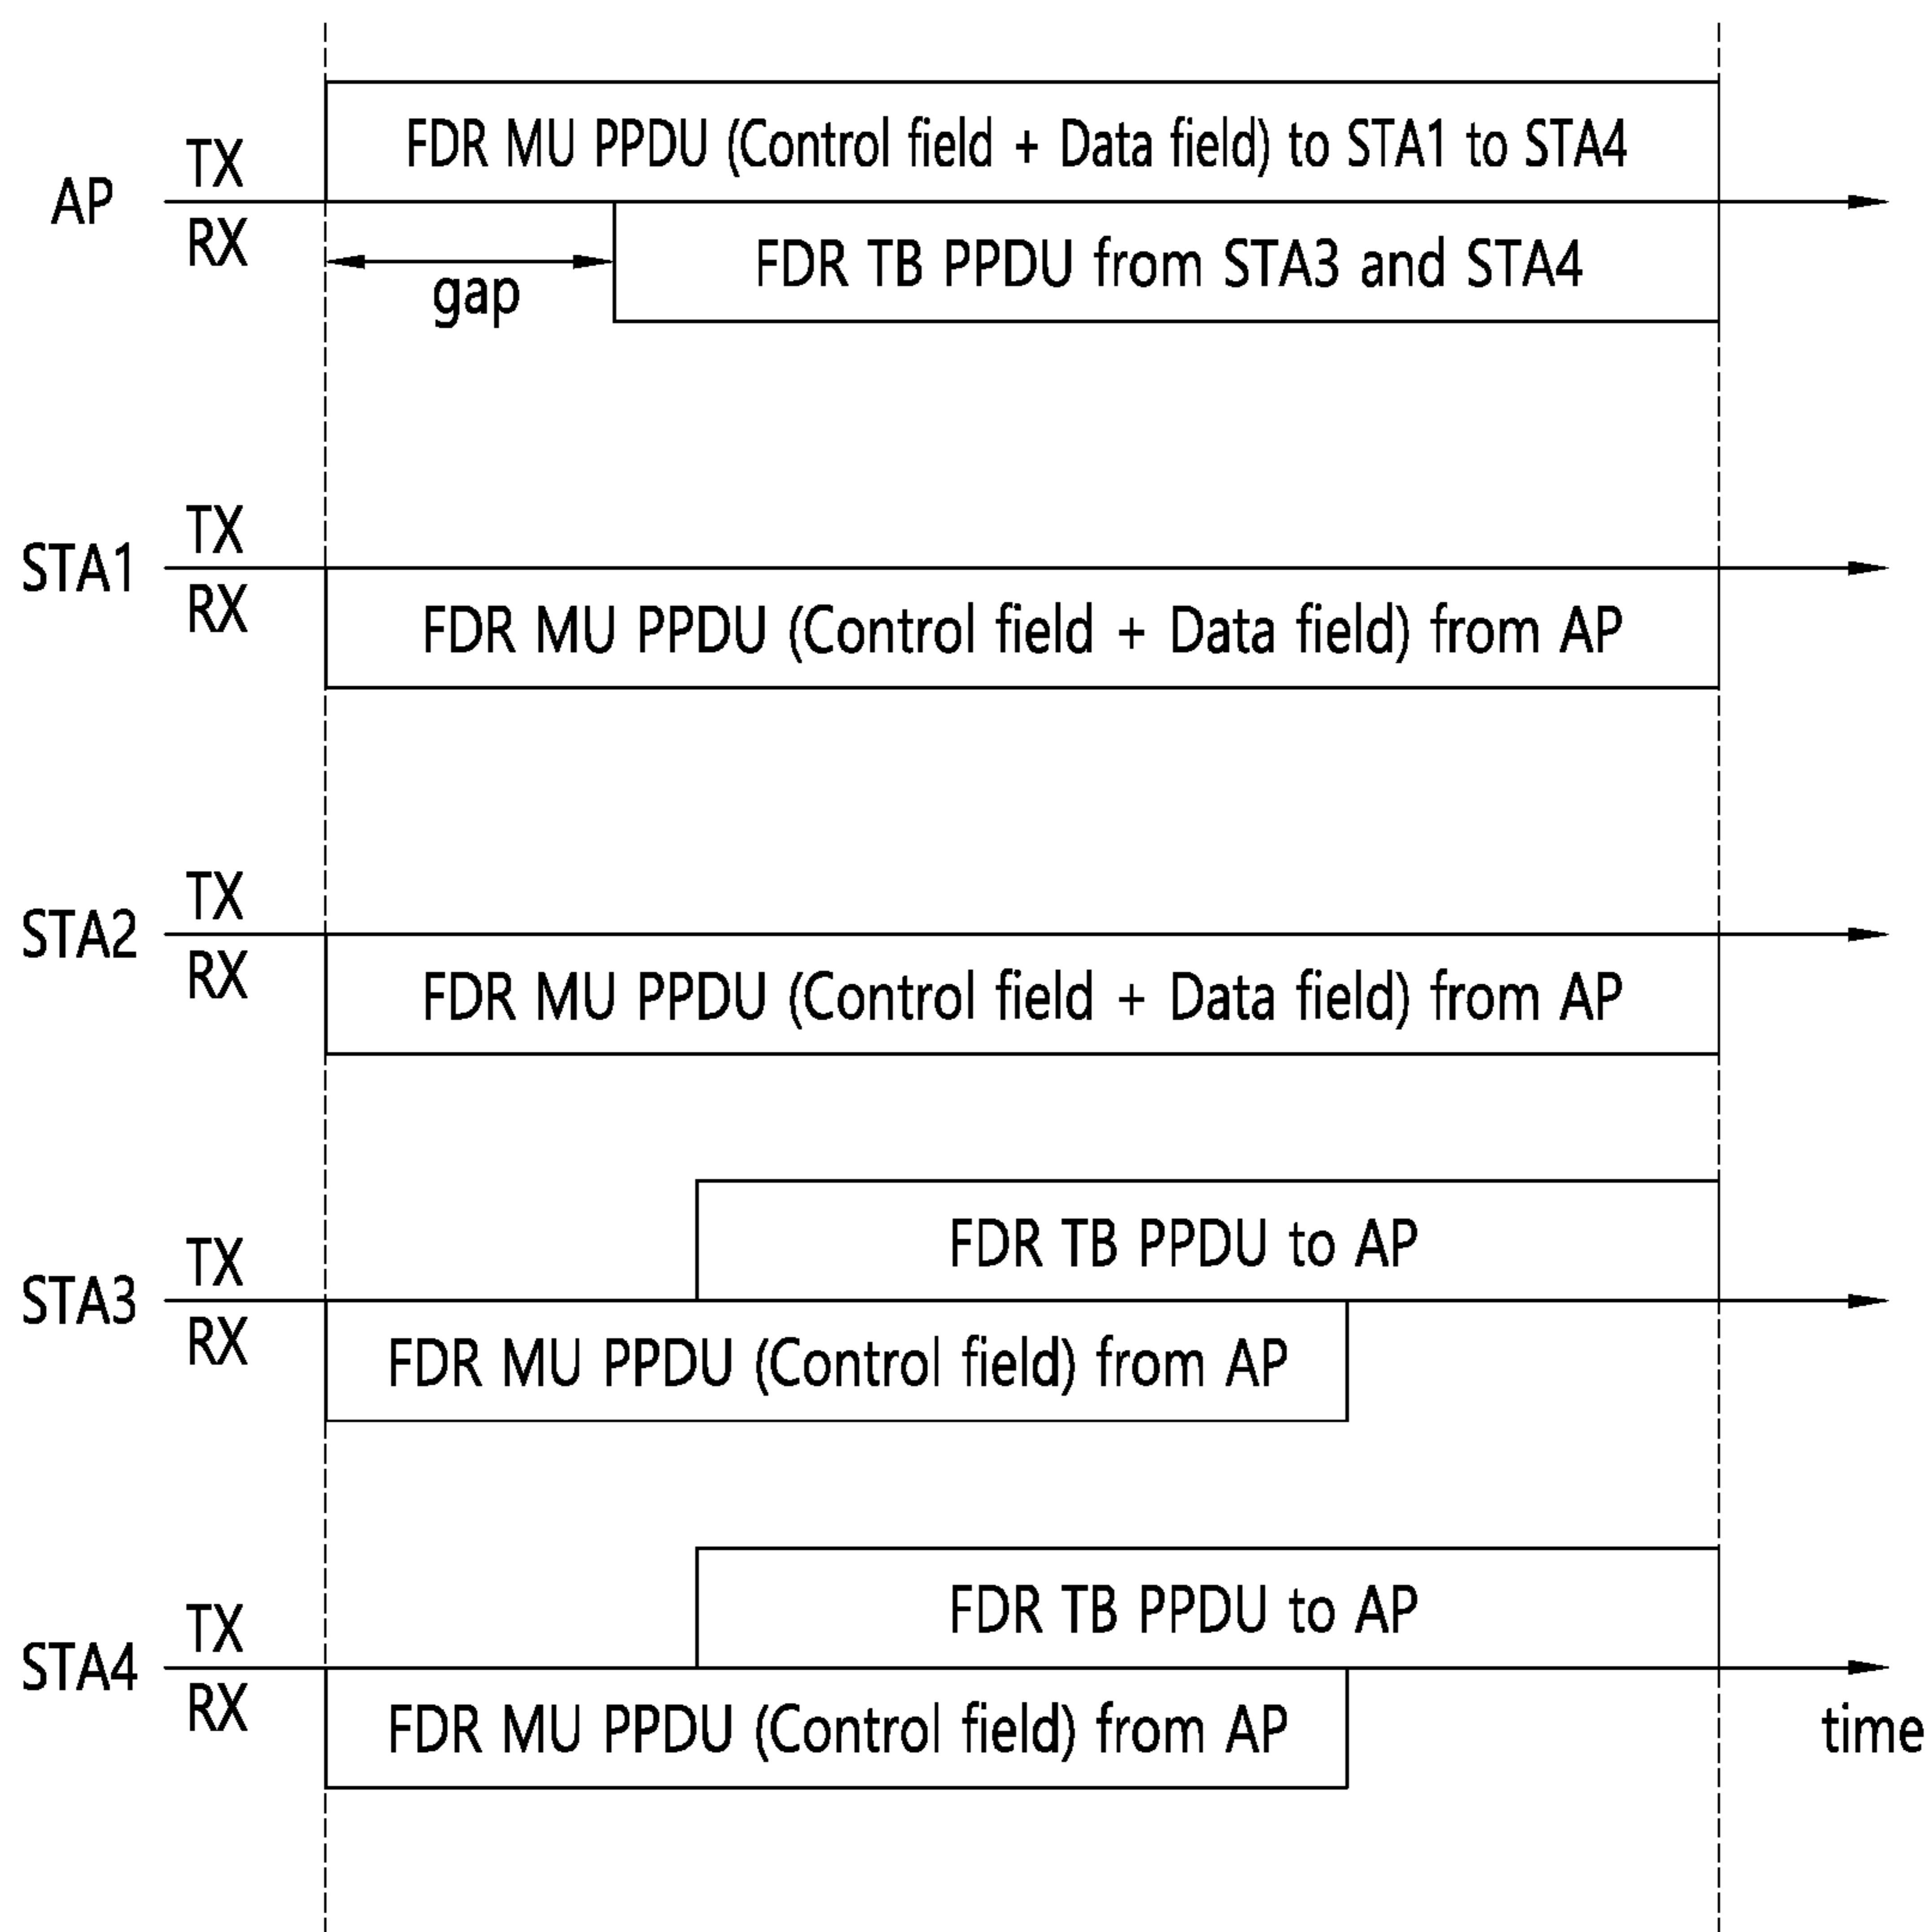 TX
FDR MU PPDU (Control field + Data field) to STA1 to STA4
AP
RX
FDR TB PPDU from STA3 and STA4
gap
TX
STA1
RX
FDR MU PPDU (Control field + Data field) from AP
TX
STA2
RX
FDR MU PPDU (Control field + Data field) from AP
TX
FDR TB PPDU to AP
STA3
RX
FDR MU PPDU (Control field) from AP
TX
FDR TB PPDU to AP
STA4
RX
FDR MU PPDU (Control field) from AP
time